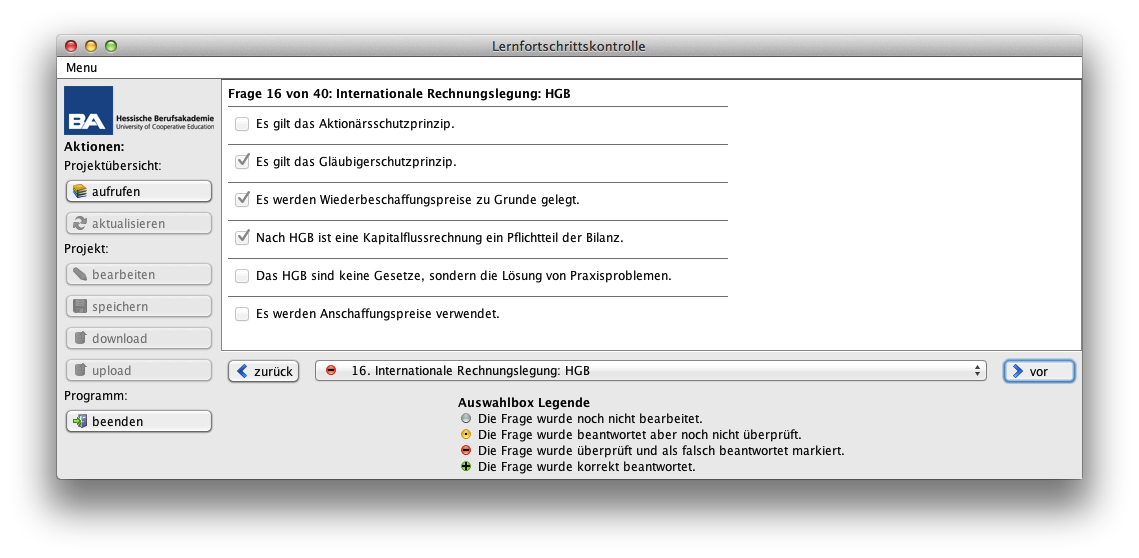 Lernfortschrittskontrolle
Menu
BA Hessische Berufsakademie
University of Cooperative Education
Aktionen:
Projektübersicht:
aufrufen
aktualisieren
Projekt:
bearbeiten
speichern
download
upload
Programm:
beenden
Frage 16 von 40: Internationale Rechnungslegung: HGB
Es gilt das Aktionärsschutzprinzip.
Es gilt das Gläubigerschutzprinzip.
Es werden Wiederbeschaffungspreise zu Grunde gelegt.
Nach HGB ist eine Kapitalflussrechnung ein Pflichtteil der Bilanz.
Das HGB sind keine Gesetze, sondern die Lösung von Praxisproblemen.
Es werden Anschaffungspreise verwendet.
zurück
16. Internationale Rechnungslegung: HGB
vor
Auswahlbox Legende
Die Frage wurde noch nicht bearbeitet.
Die Frage wurde beantwortet aber noch nicht überprüft.
Die Frage wurde überprüft und als falsch beantwortet markiert.
Die Frage wurde korrekt beantwortet.